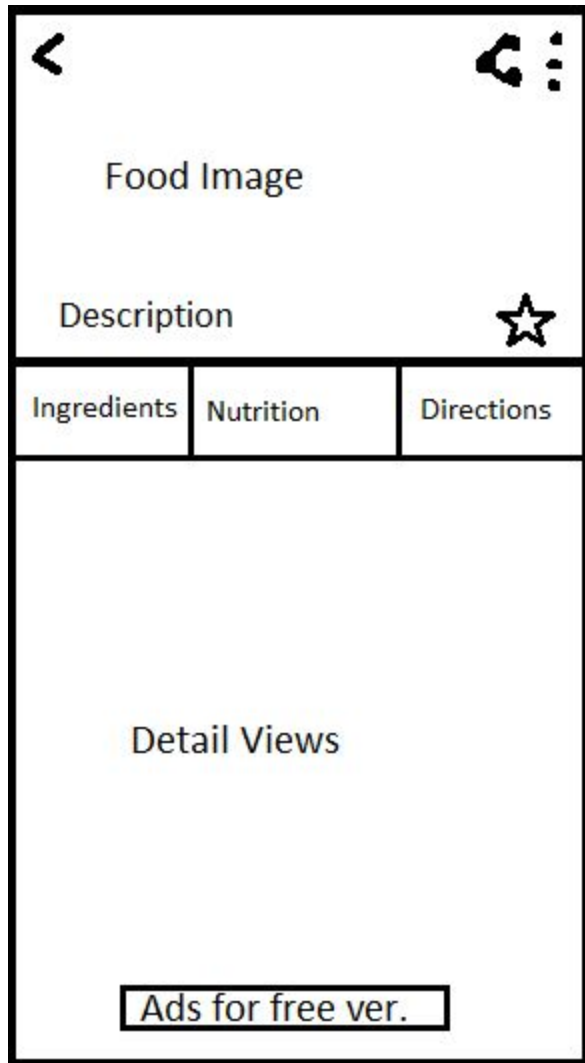 Food Image
Description
Ingredients Nutrition Directions
Detail Views
Ads for free ver.